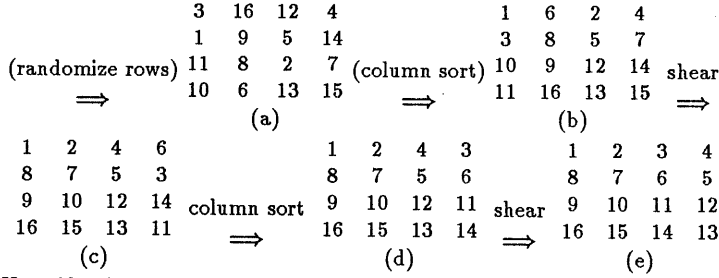 3 16 12 4 1 6 2 4
1 9 5 14 3 8 5 7
(randomize rows) 11 8 2 7 (column sort) 10 9 12 14 shear
⇒ 10 6 13 15 ⇒ 11 16 13 15 ⇒
(a) (b)
1 2 4 6 1 2 4 3 1 2 3 4
8 7 5 3 8 7 5 6 8 7 6 5
9 10 12 14 column sort 9 10 12 11 shear 9 10 11 12
16 15 13 11 ⇒ 16 15 13 14 ⇒ 16 15 14 13
(c) (d) (e)